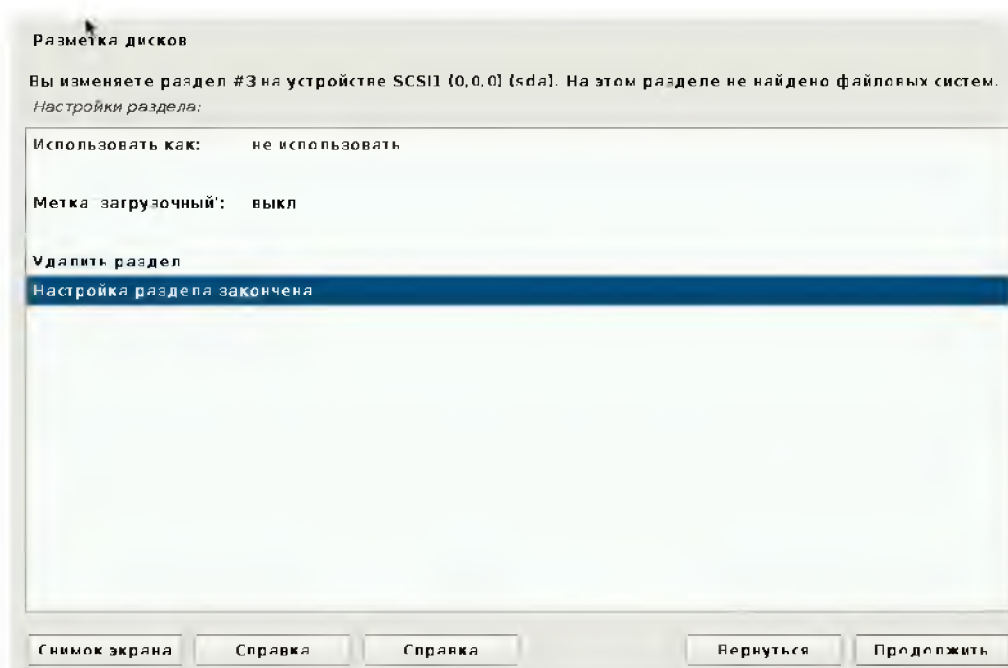 Разметка дисков
Вы изменяете раздел #3 на устройстве SCSI1 (0,0,0) (sda). На этом разделе не найдено файловых систем.
Настройки раздела:
Использовать как: не использовать
Метка 'загрузочный': выкл
Удалить раздел
Настройка раздела закончена
Снимок экрана Справка Справка Вернуться Продолжить